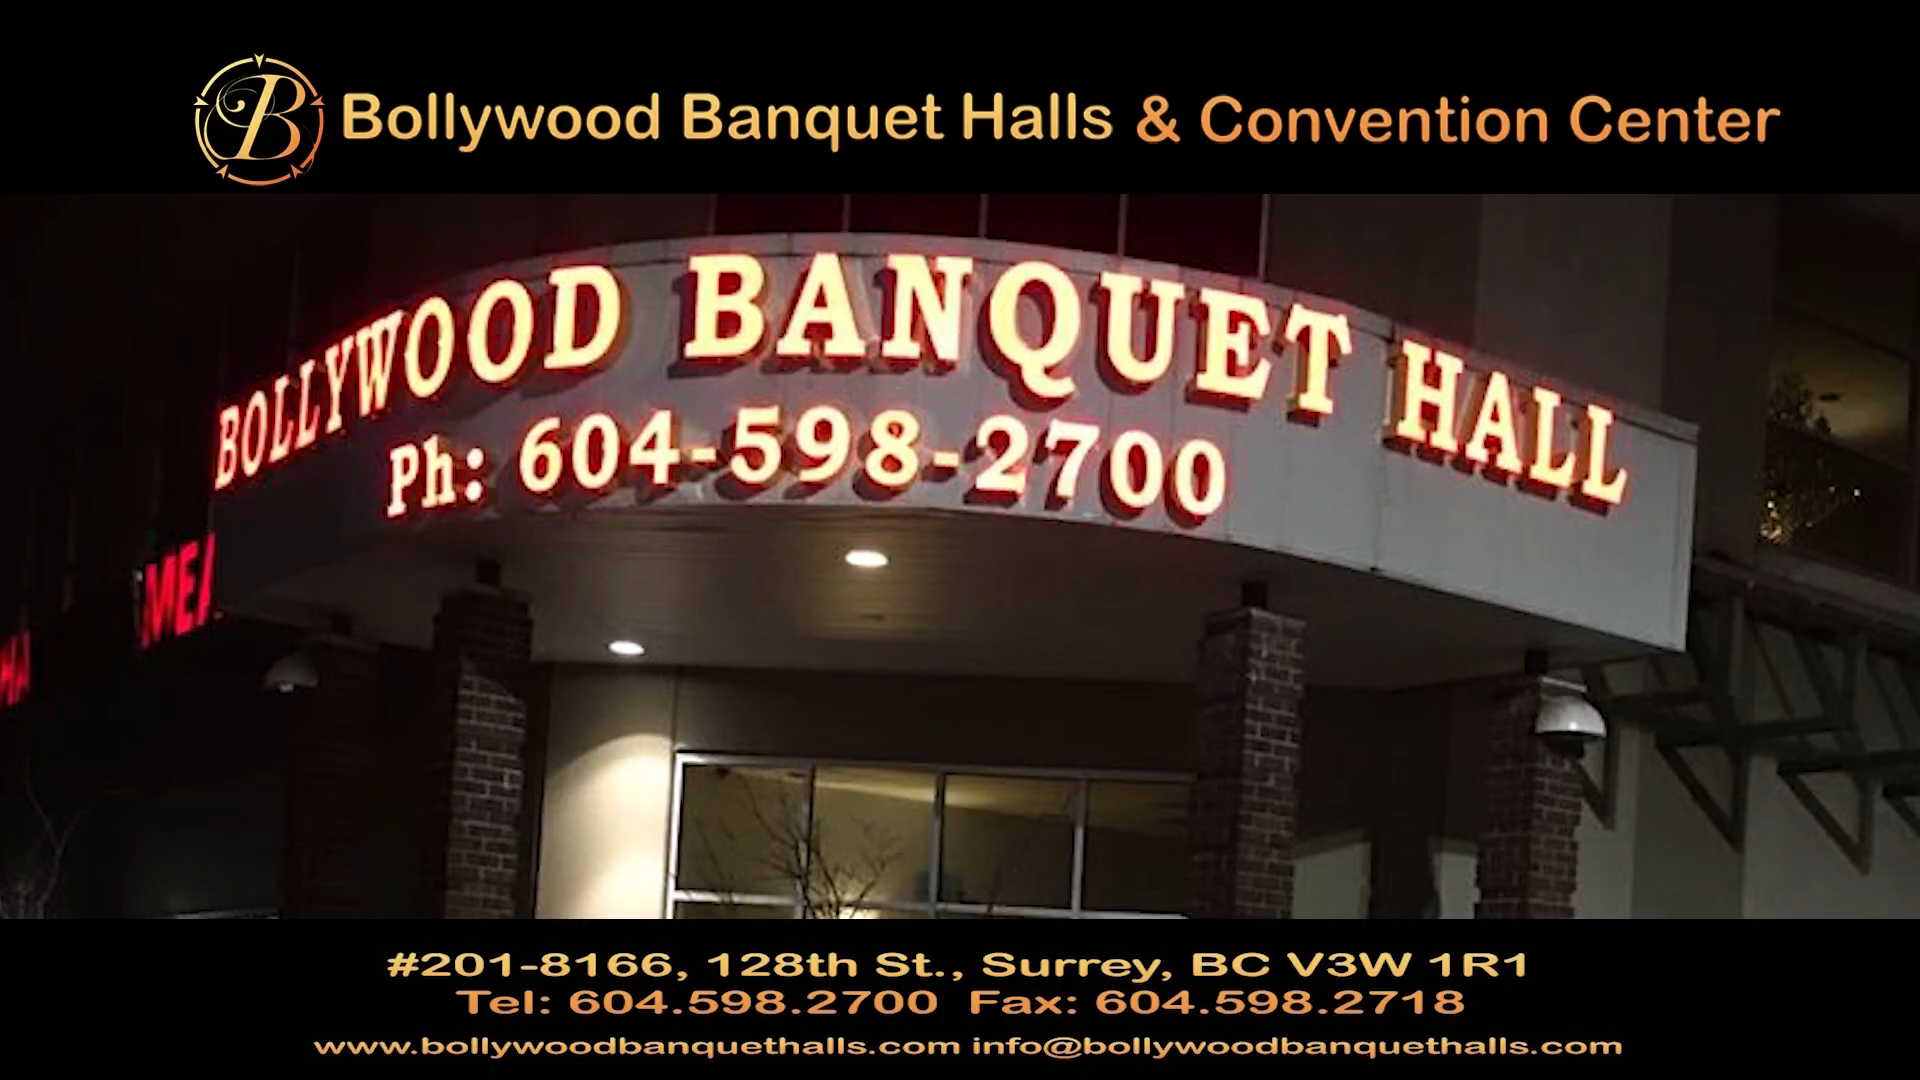 B Bollywood Banquet Halls & Convention Center
BOLLYWOOD BANQUET HALL
Ph: 604-598-2700
#201-8166, 128th St., Surrey, BC V3W 1R1
Tel: 604.598.2700 Fax: 604.598.2718
www.bollywoodbanquethalls.com info@bollywoodbanquethalls.com